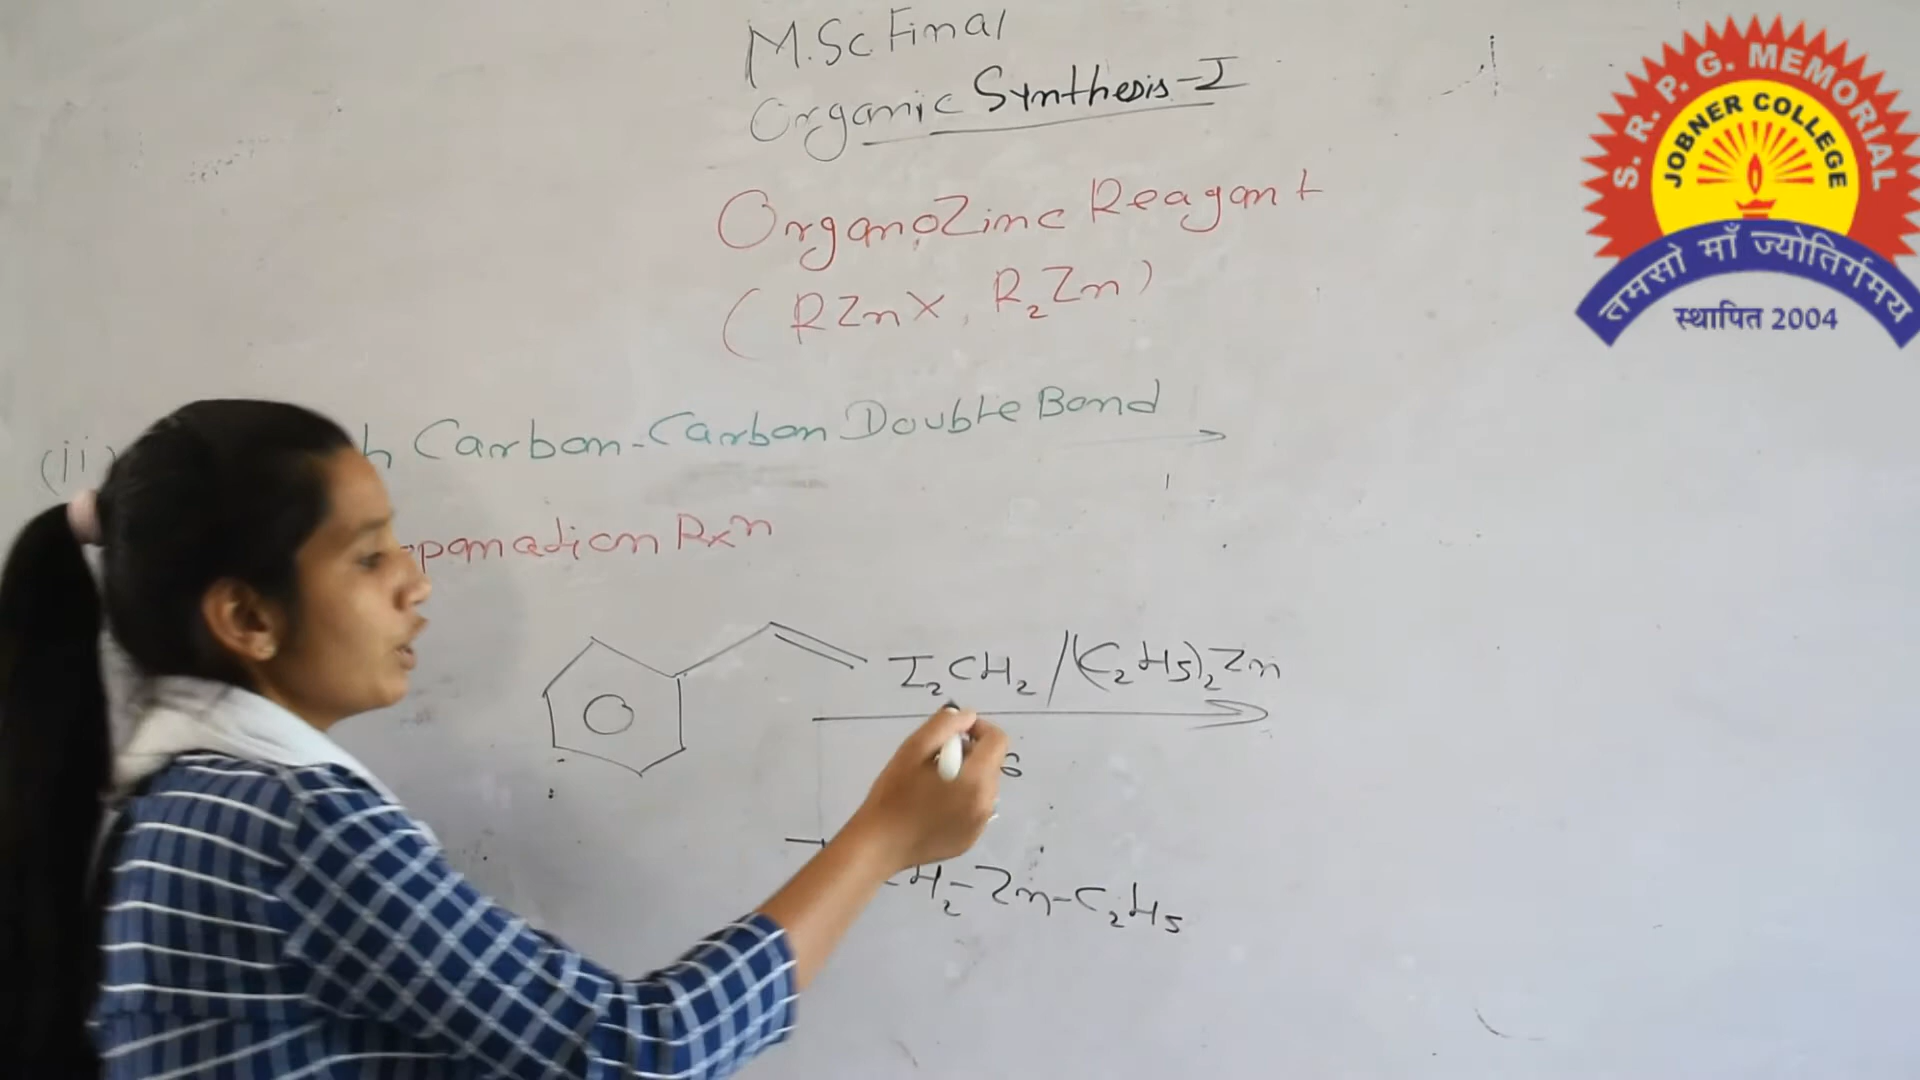 M.Sc. Final
Organic Synthesis-I
OrganoZinc Reagant
(RZnX, R2Zn)
(ii)
Carbon-Carbon Double Bond
Rxn
I2CH2/(C2H5)2Zn
H2-Zn-C2H5
S. R. P. G. MEMORIAL
JOBNER COLLEGE
तमसो माँ ज्योतिर्गमय
स्थापित 2004